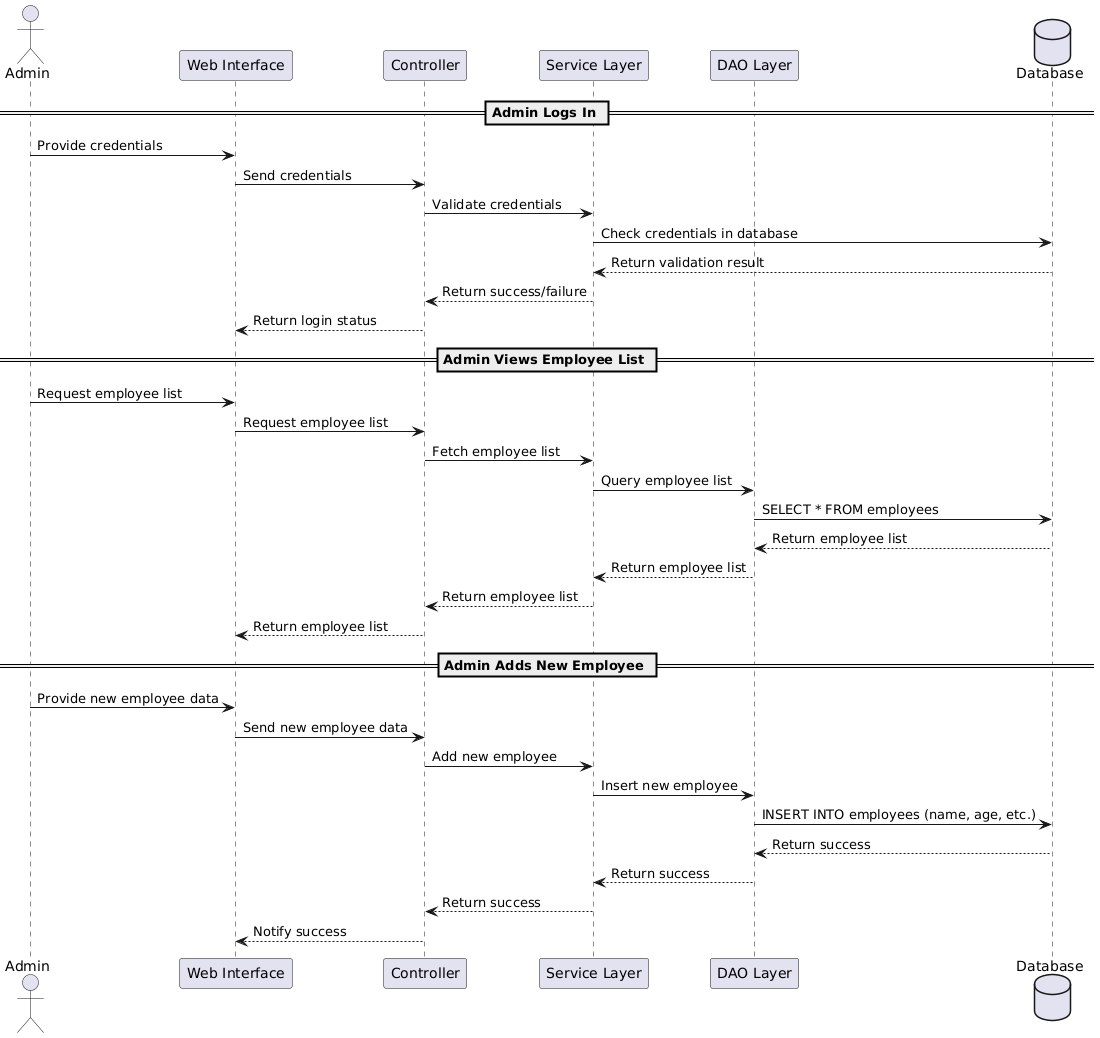 Admin
Web Interface
Controller
Service Layer
DAO Layer
Database
Admin Logs In
Provide credentials
Send credentials
Validate credentials
Check credentials in database
Return validation result
Return success/failure
Return login status
Admin Views Employee List
Request employee list
Request employee list
Fetch employee list
Query employee list
SELECT * FROM employees
Return employee list
Return employee list
Return employee list
Return employee list
Admin Adds New Employee
Provide new employee data
Send new employee data
Add new employee
Insert new employee
INSERT INTO employees (name, age, etc.)
Return success
Return success
Return success
Notify success
Admin
Web Interface
Controller
Service Layer
DAO Layer
Database